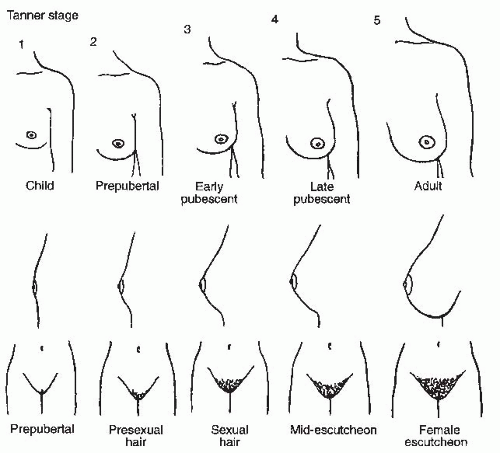 Tanner stage
1 2 3 4 5
Child
Prepubertal
Early
pubescent
Late
pubescent
Adult
Prepubertal
Presexual
hair
Sexual
hair
Mid-escutcheon
Female
escutcheon